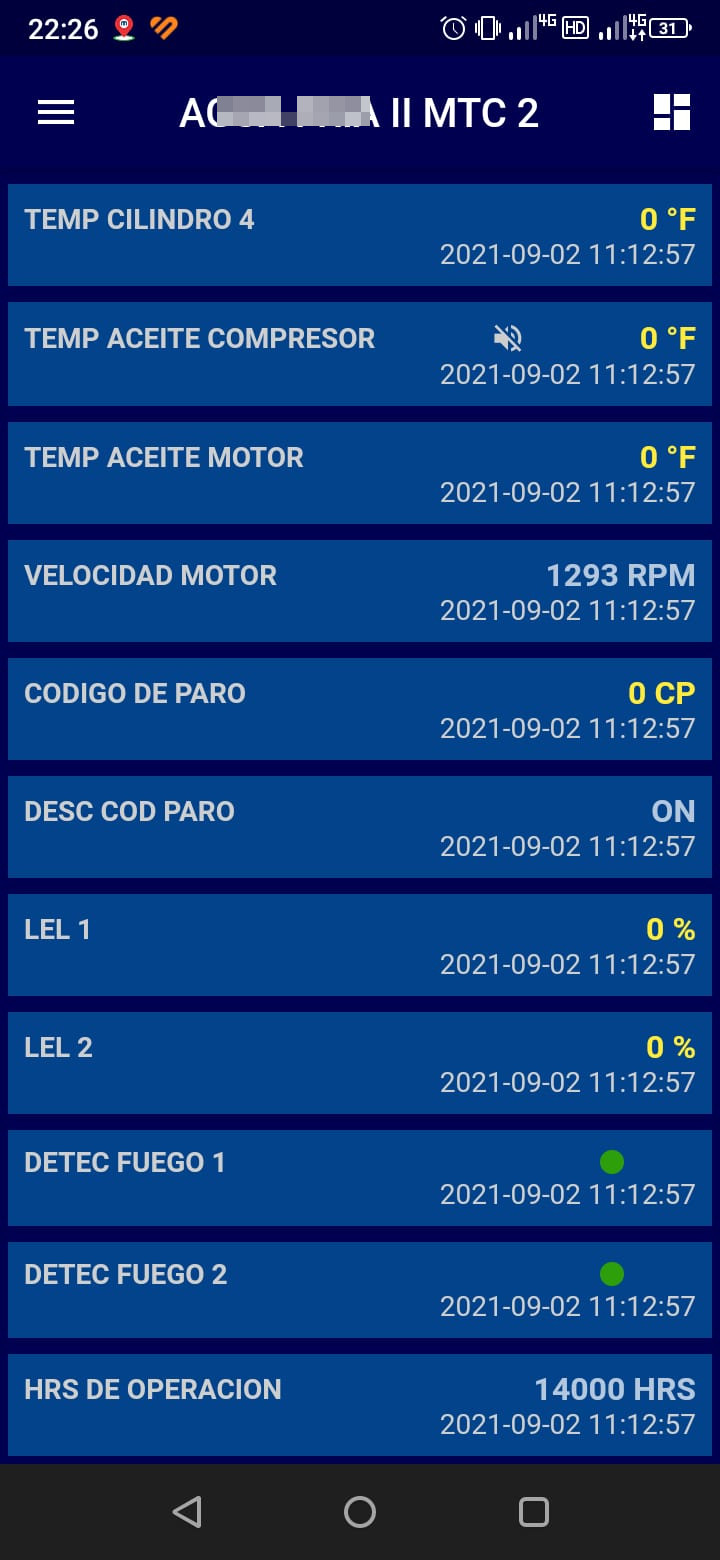 22:26
4G HD 4G 31
II MTC 2
TEMP CILINDRO 4
0 °F
2021-09-02 11:12:57
TEMP ACEITE COMPRESOR
0 °F
2021-09-02 11:12:57
TEMP ACEITE MOTOR
0 °F
2021-09-02 11:12:57
VELOCIDAD MOTOR
1293 RPM
2021-09-02 11:12:57
CODIGO DE PARO
0 CP
2021-09-02 11:12:57
DESC COD PARO
ON
2021-09-02 11:12:57
LEL 1
0 %
2021-09-02 11:12:57
LEL 2
0 %
2021-09-02 11:12:57
DETEC FUEGO 1
2021-09-02 11:12:57
DETEC FUEGO 2
2021-09-02 11:12:57
HRS DE OPERACION
14000 HRS
2021-09-02 11:12:57